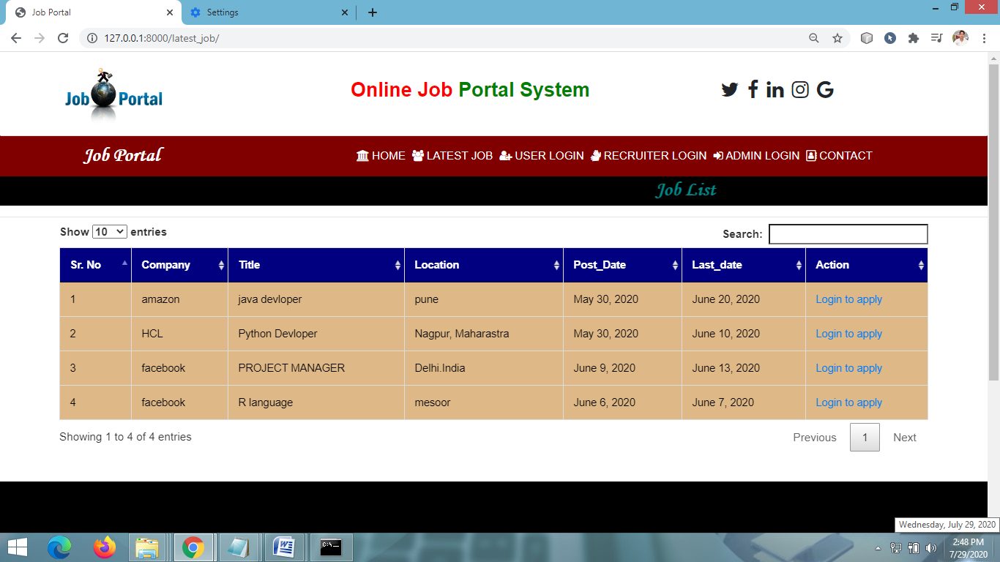 Job Portal Settings
127.0.0.1:8000/latest_job/
Job Portal
Online Job Portal System
Job Portal
HOME LATEST JOB USER LOGIN RECRUITER LOGIN ADMIN LOGIN CONTACT
Job List
Show 10 entries
Search:
Sr. No Company Title Location Post_Date Last_date Action
1 amazon java devloper pune May 30, 2020 June 20, 2020 Login to apply
2 HCL Python Devloper Nagpur, Maharastra May 30, 2020 June 10, 2020 Login to apply
3 facebook PROJECT MANAGER Delhi.India June 9, 2020 June 13, 2020 Login to apply
4 facebook R language mesoor June 6, 2020 June 7, 2020 Login to apply
Showing 1 to 4 of 4 entries
Previous 1 Next
Wednesday, July 29, 2020
2:48 PM
7/29/2020